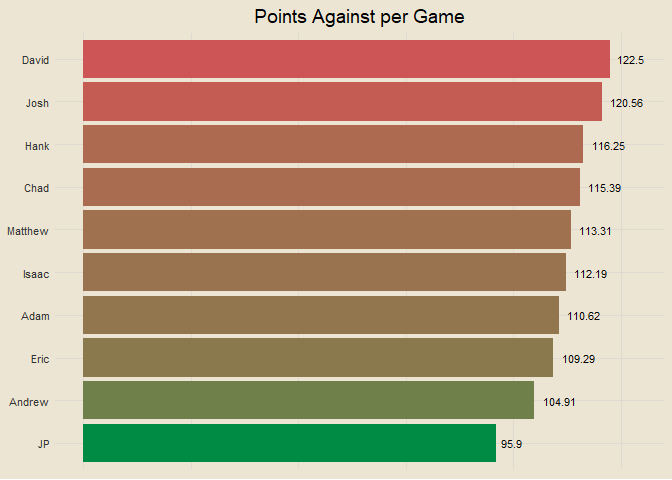 Points Against per Game
David 122.5
Josh 120.56
Hank 116.25
Chad 115.39
Matthew 113.31
Isaac 112.19
Adam 110.62
Eric 109.29
Andrew 104.91
JP 95.9